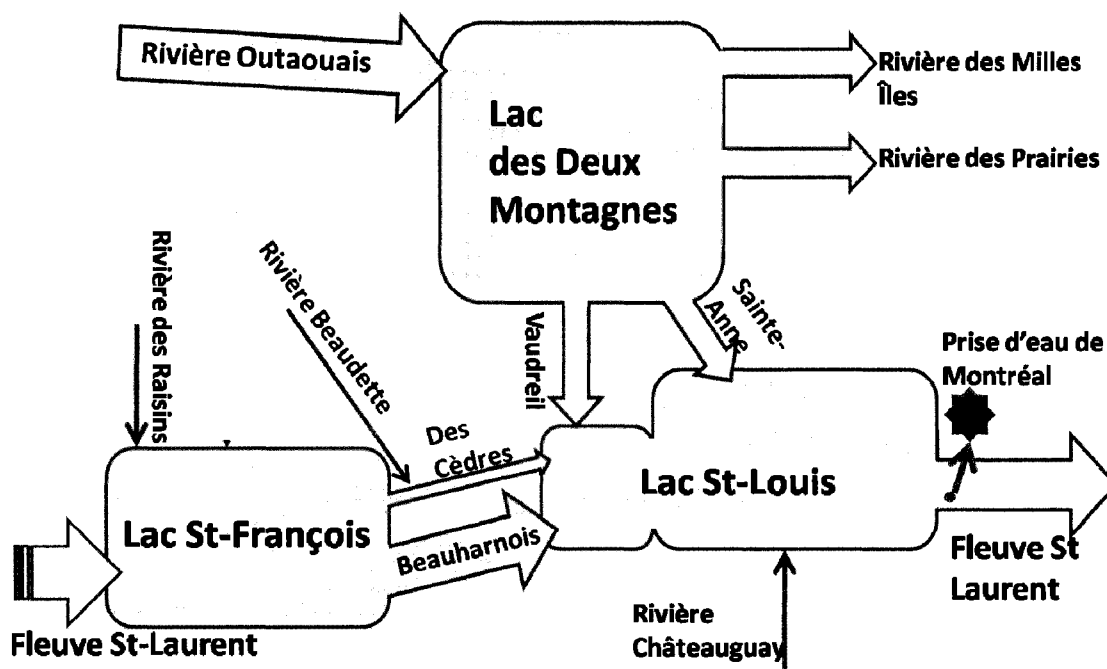 Rivière Outaouais
Lac
des Deux
Montagnes
Rivière des Milles
Îles
Rivière des Prairies
Rivière des Raisins
Rivière Beaudette
Vaudreil
Sainte-
Anne
Prise d'eau de
Montréal
Des
Cèdres
Lac St-Louis
Lac St-François
Beauharnois
Fleuve St
Laurent
Fleuve St-Laurent
Rivière
Châteauguay